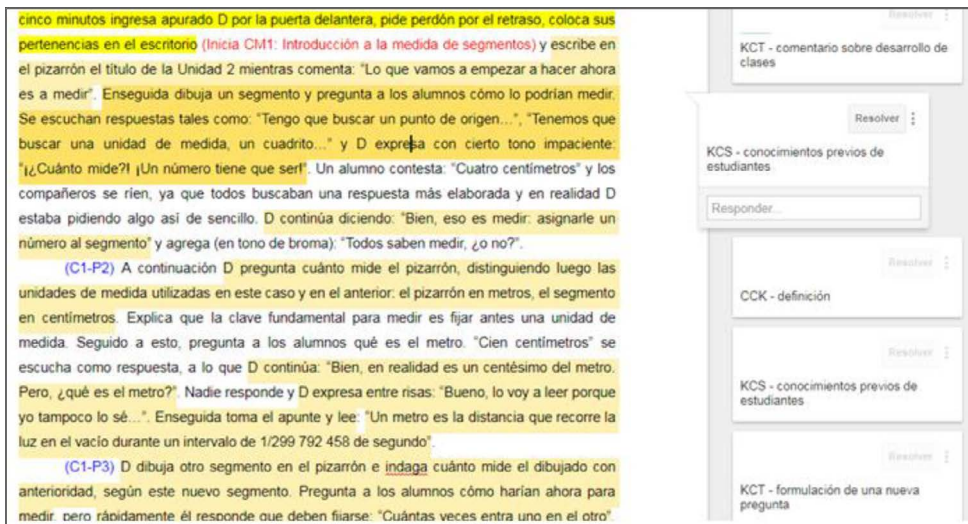 cinco minutos ingresa apurado D por la puerta delantera, pide perdón por el retraso, coloca sus
pertenencias en el escritorio (Inicia CM1: Introducción a la medida de segmentos) y escribe en
el pizarrón el título de la Unidad 2 mientras comenta: "Lo que vamos a empezar a hacer ahora
es a medir". Enseguida dibuja un segmento y pregunta a los alumnos cómo lo podrían medir.
Se escuchan respuestas tales como: "Tengo que buscar un punto de origen…", "Tenemos que
buscar una unidad de medida, un cuadrito…" y D expresa con cierto tono impaciente:
"¡¿Cuánto mide?! ¡Un número tiene que ser!". Un alumno contesta: "Cuatro centímetros" y los
compañeros se ríen, ya que todos buscaban una respuesta más elaborada y en realidad D
estaba pidiendo algo así de sencillo. D continúa diciendo: "Bien, eso es medir: asignarle un
número al segmento" y agrega (en tono de broma): "Todos saben medir, ¿o no?".
(C1-P2) A continuación D pregunta cuánto mide el pizarrón, distinguiendo luego las
unidades de medida utilizadas en este caso y en el anterior: el pizarrón en metros, el segmento
en centímetros. Explica que la clave fundamental para medir es fijar antes una unidad de
medida. Seguido a esto, pregunta a los alumnos qué es el metro. "Cien centímetros" se
escucha como respuesta, a lo que D continúa: "Bien, en realidad es un centésimo del metro.
Pero, ¿qué es el metro?". Nadie responde y D expresa entre risas: "Bueno, lo voy a leer porque
yo tampoco lo sé…". Enseguida toma el apunte y lee: "Un metro es la distancia que recorre la
luz en el vacío durante un intervalo de 1/299 792 458 de segundo".
(C1-P3) D dibuja otro segmento en el pizarrón e indaga cuánto mide el dibujado con
anterioridad, según este nuevo segmento. Pregunta a los alumnos cómo harían ahora para
medir, pero rápidamente él responde que deben fijarse: "Cuántas veces entra uno en el otro".
Resolver
KCT - comentario sobre desarrollo de
clases
Resolver
KCS - conocimientos previos de
estudiantes
Responder...
Resolver
CCK - definición
Resolver
KCS - conocimientos previos de
estudiantes
Resolver
KCT - formulación de una nueva
pregunta